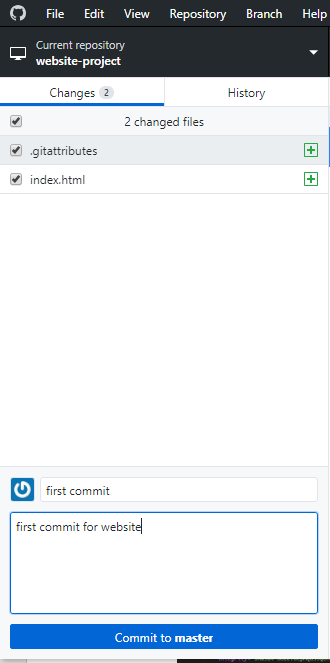 File Edit View Repository Branch Help
Current repository
website-project
Changes 2 History
2 changed files
.gitattributes
index.html
first commit
first commit for website
Commit to master